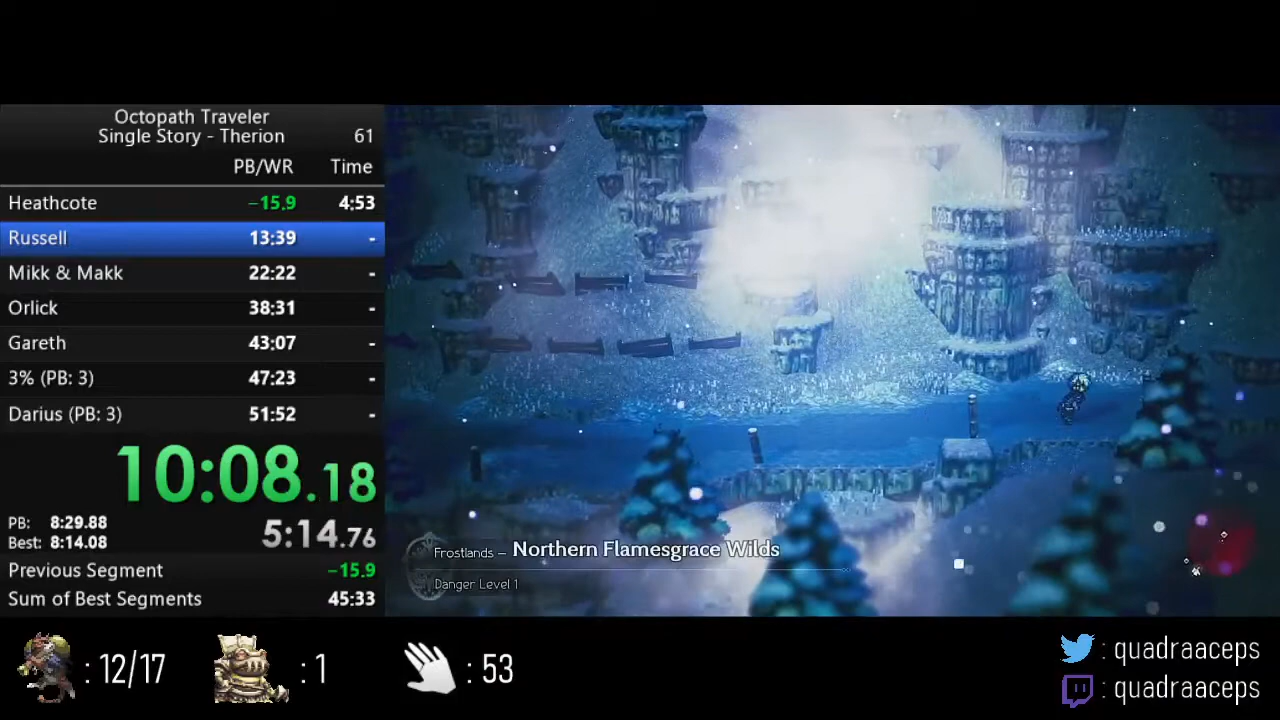 Octopath Traveler
Single Story - Therion 61
PB/WR Time
Heathcote −15.9 4:53
Russell 13:39 -
Mikk & Makk 22:22 -
Orlick 38:31 -
Gareth 43:07 -
3% (PB: 3) 47:23 -
Darius (PB: 3) 51:52 -
10:08.18
PB: 8:29.88
Best: 8:14.08
5:14.76
Previous Segment −15.9
Sum of Best Segments 45:33
Frostlands – Northern Flamesgrace Wilds
Danger Level 1
: 12/17 : 1 : 53
: quadraaceps
: quadraaceps